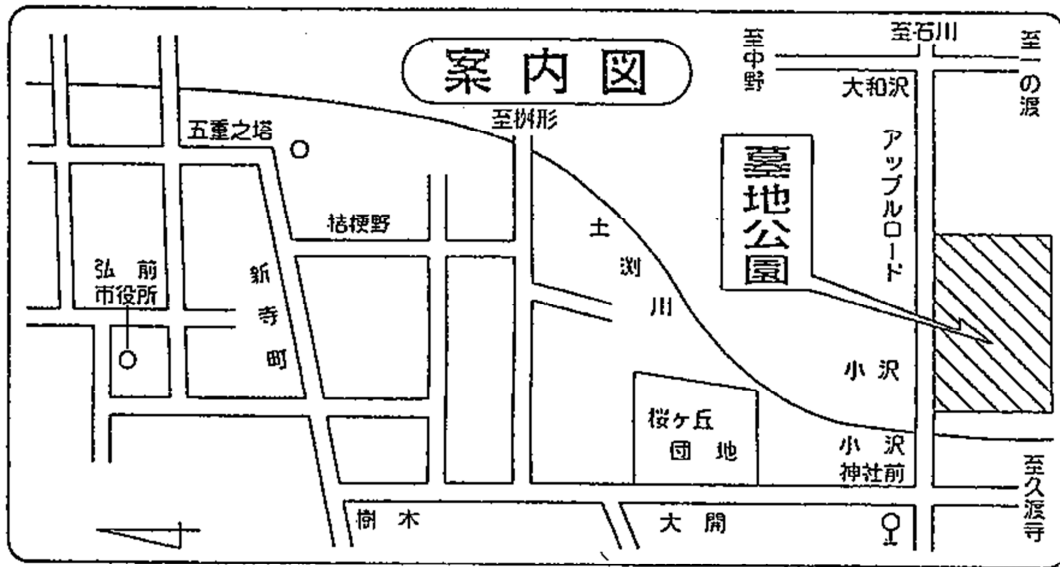 案内図
至石川
至中野
至一の渡
大和沢
至桝形
五重之塔
アップルロード
墓地公園
桔梗野
土渕川
弘前
市役所
新寺町
小沢
桜ヶ丘
団地
小沢
神社前
至久渡寺
樹木
大開